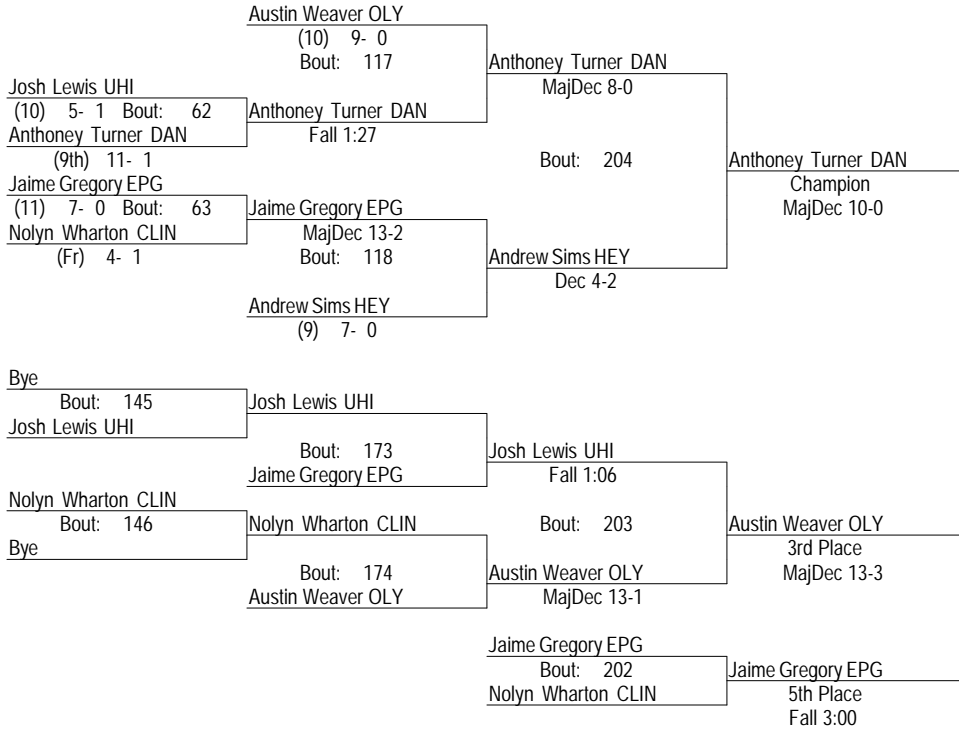 Austin Weaver OLY
(10) 9- 0
Bout: 117
Anthoney Turner DAN
MajDec 8-0
Josh Lewis UHI
(10) 5- 1 Bout: 62
Anthoney Turner DAN
Fall 1:27
Anthoney Turner DAN
(9th) 11- 1
Bout: 204
Anthoney Turner DAN
Champion
MajDec 10-0
Jaime Gregory EPG
(11) 7- 0 Bout: 63
Jaime Gregory EPG
MajDec 13-2
Nolyn Wharton CLIN
(Fr) 4- 1
Bout: 118
Andrew Sims HEY
Dec 4-2
Andrew Sims HEY
(9) 7- 0
Bye
Bout: 145
Josh Lewis UHI
Josh Lewis UHI
Bout: 173
Josh Lewis UHI
Fall 1:06
Jaime Gregory EPG
Nolyn Wharton CLIN
Bout: 146
Nolyn Wharton CLIN
Bout: 203
Austin Weaver OLY
3rd Place
MajDec 13-3
Bye
Bout: 174
Austin Weaver OLY
MajDec 13-1
Austin Weaver OLY
Jaime Gregory EPG
Bout: 202
Jaime Gregory EPG
5th Place
Fall 3:00
Nolyn Wharton CLIN